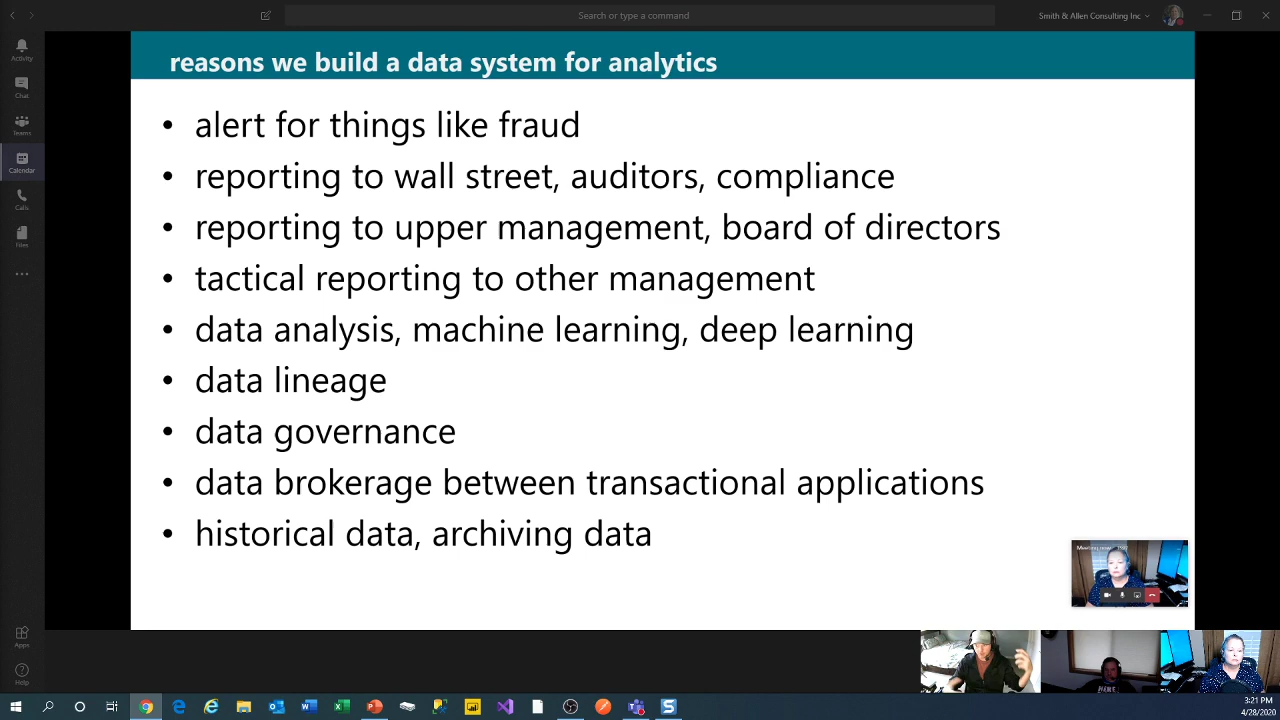 Search or type a command
Smith & Allen Consulting Inc
Activity
Chat
Teams
Calendar
Calls
Files
Apps
Help
reasons we build a data system for analytics
• alert for things like fraud
• reporting to wall street, auditors, compliance
• reporting to upper management, board of directors
• tactical reporting to other management
• data analysis, machine learning, deep learning
• data lineage
• data governance
• data brokerage between transactional applications
• historical data, archiving data
3:21 PM
4/28/2020